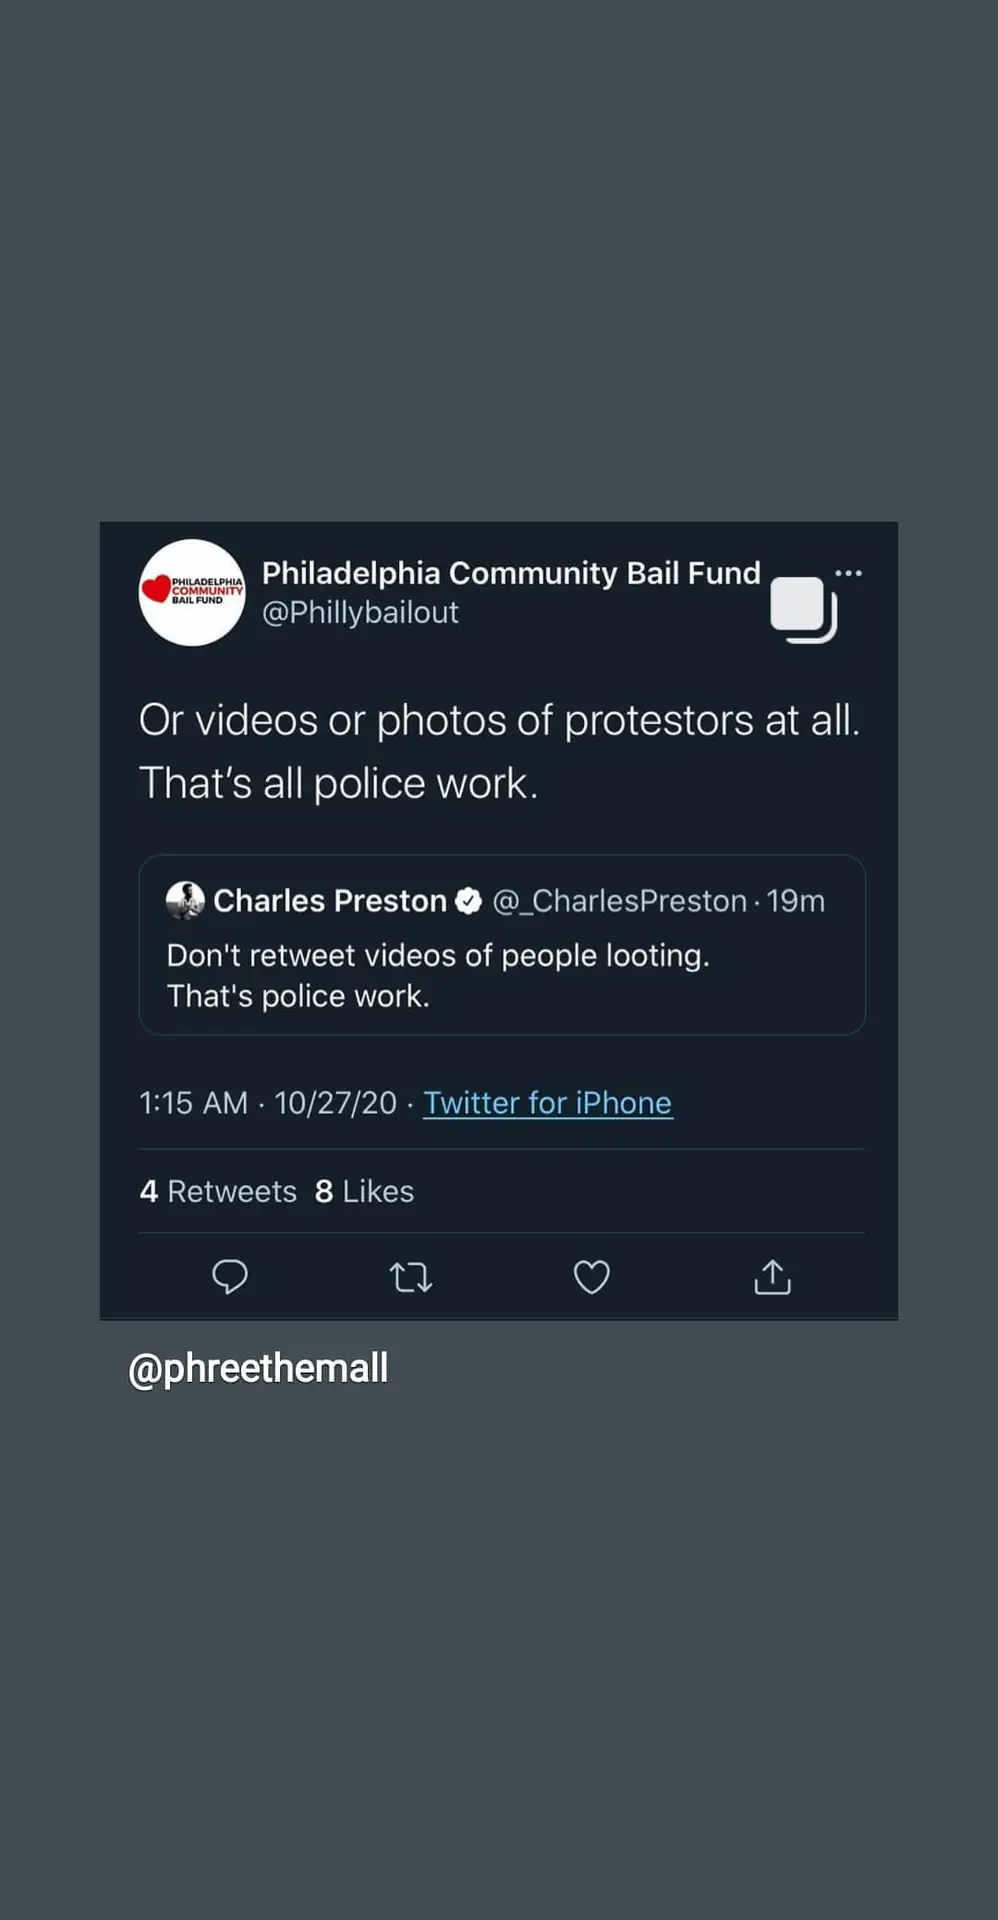 PHILADELPHIA
COMMUNITY
BAIL FUND
Philadelphia Community Bail Fund
@Phillybailout
Or videos or photos of protestors at all.
That's all police work.
Charles Preston @_CharlesPreston · 19m
Don't retweet videos of people looting.
That's police work.
1:15 AM · 10/27/20 · Twitter for iPhone
4 Retweets 8 Likes
@phreethemall